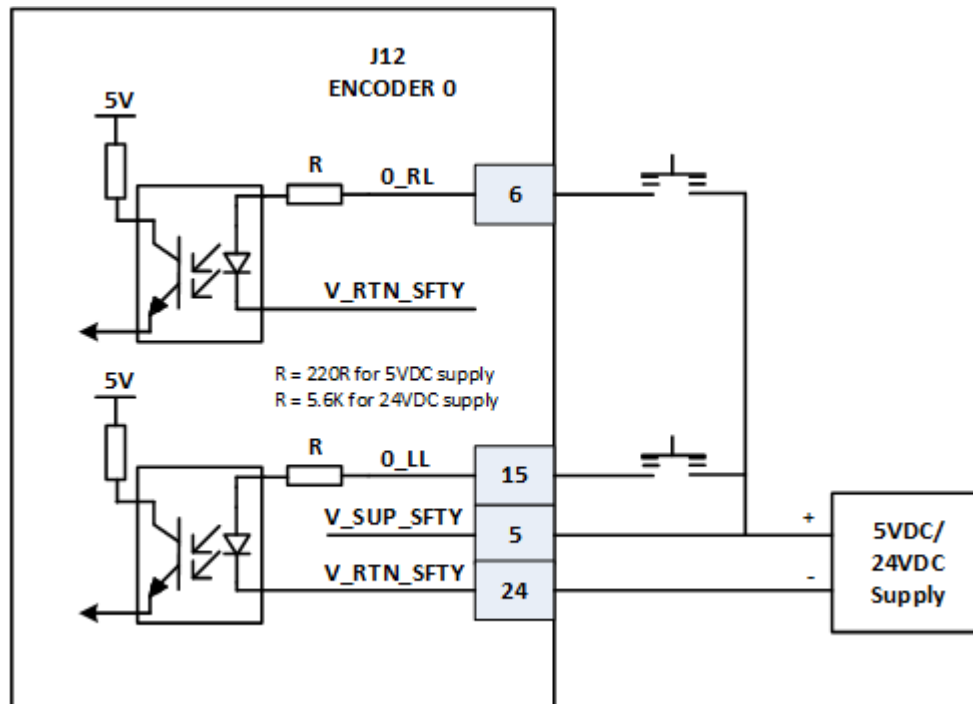 J12
ENCODER 0
5V
R
0_RL
6
V_RTN_SFTY
R = 220R for 5VDC supply
R = 5.6K for 24VDC supply
5V
R
0_LL
15
V_SUP_SFTY
5
+
V_RTN_SFTY
24
-
5VDC/
24VDC
Supply